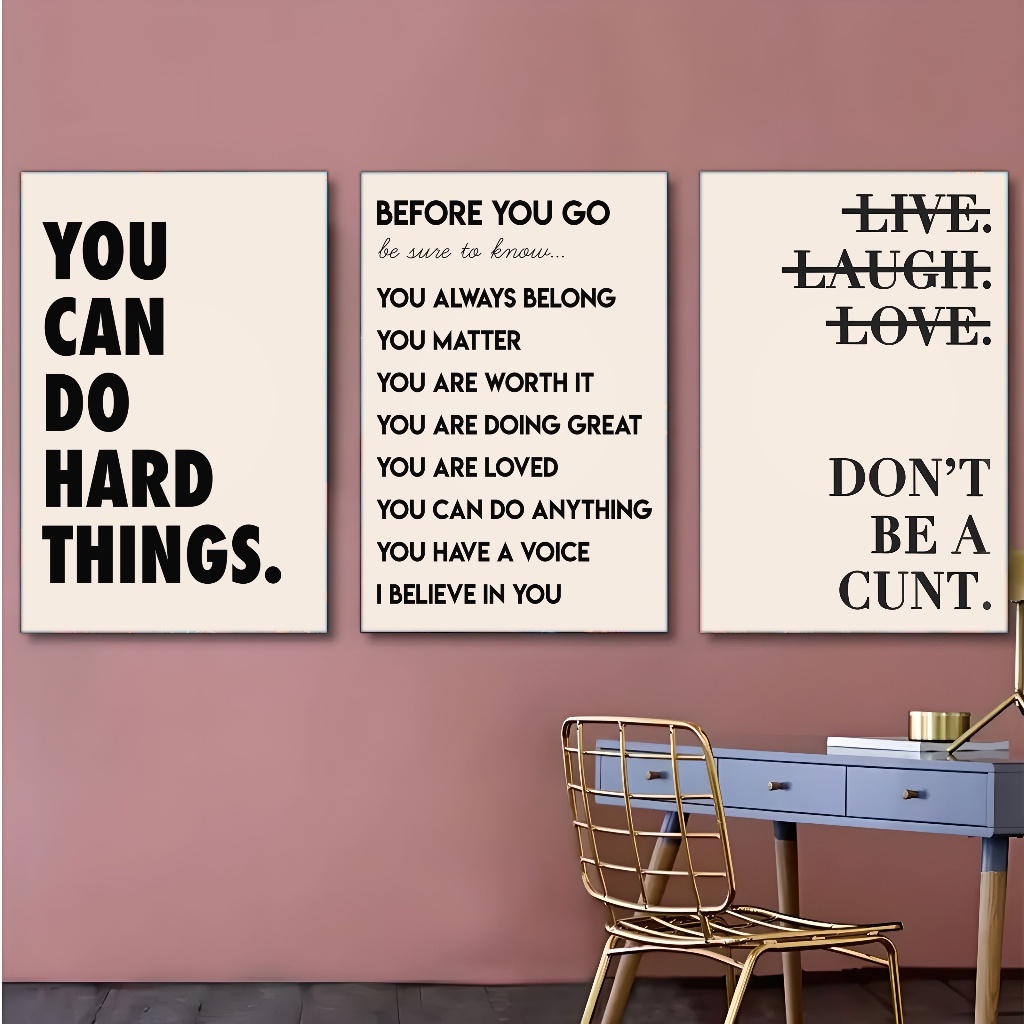 YOU
CAN
DO
HARD
THINGS.
BEFORE YOU GO
be sure to know...
YOU ALWAYS BELONG
YOU MATTER
YOU ARE WORTH IT
YOU ARE DOING GREAT
YOU ARE LOVED
YOU CAN DO ANYTHING
YOU HAVE A VOICE
I BELIEVE IN YOU
LIVE.
LAUGH.
LOVE.
DON'T
BE A
CUNT.